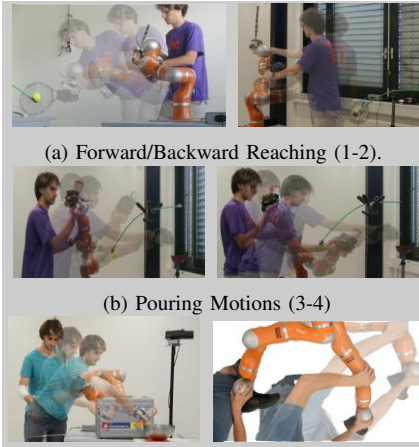 (a) Forward/Backward Reaching (1-2).
(b) Pouring Motions (3-4)